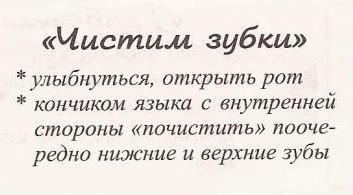 «Чистим зубки»
* улыбнуться, открыть рот
* кончиком языка с внутренней
стороны «почистить» пооче-
редно нижние и верхние зубы